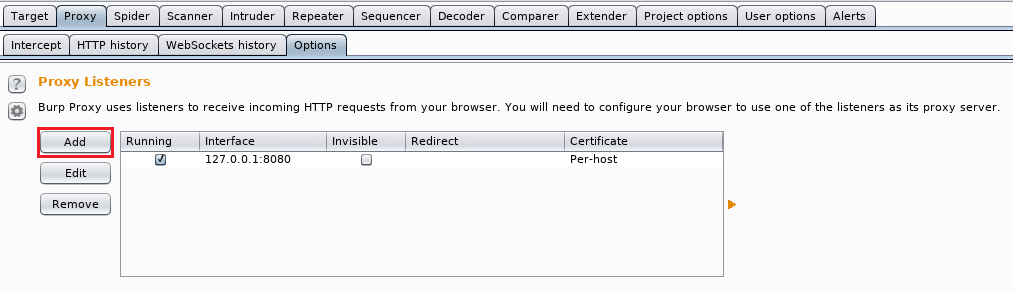 Target Proxy Spider Scanner Intruder Repeater Sequencer Decoder Comparer Extender Project options User options Alerts
Intercept HTTP history WebSockets history Options
? Proxy Listeners
Burp Proxy uses listeners to receive incoming HTTP requests from your browser. You will need to configure your browser to use one of the listeners as its proxy server.
Add Running Interface Invisible Redirect Certificate
127.0.0.1:8080 Per-host
Edit
Remove